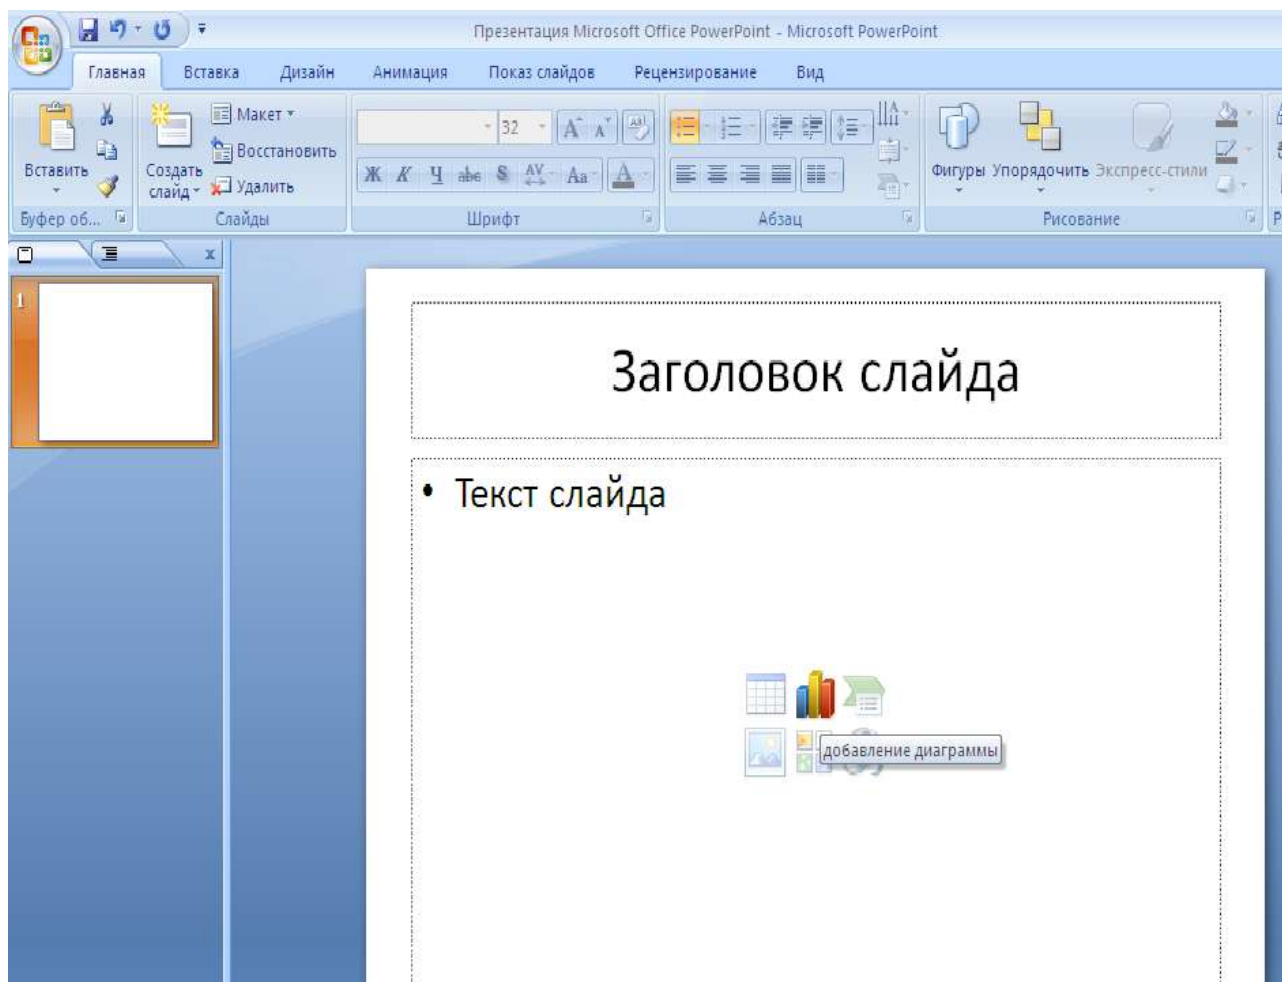 Презентация Microsoft Office PowerPoint - Microsoft PowerPoint
Главная Вставка Дизайн Анимация Показ слайдов Рецензирование Вид
Вставить
Создать слайд
Макет
Восстановить
Удалить
32
Ж К Ч abc S AV Aa А
Фигуры Упорядочить Экспресс-стили
Буфер об... Слайды Шрифт Абзац Рисование Р
1
Заголовок слайда
• Текст слайда
добавление диаграммы